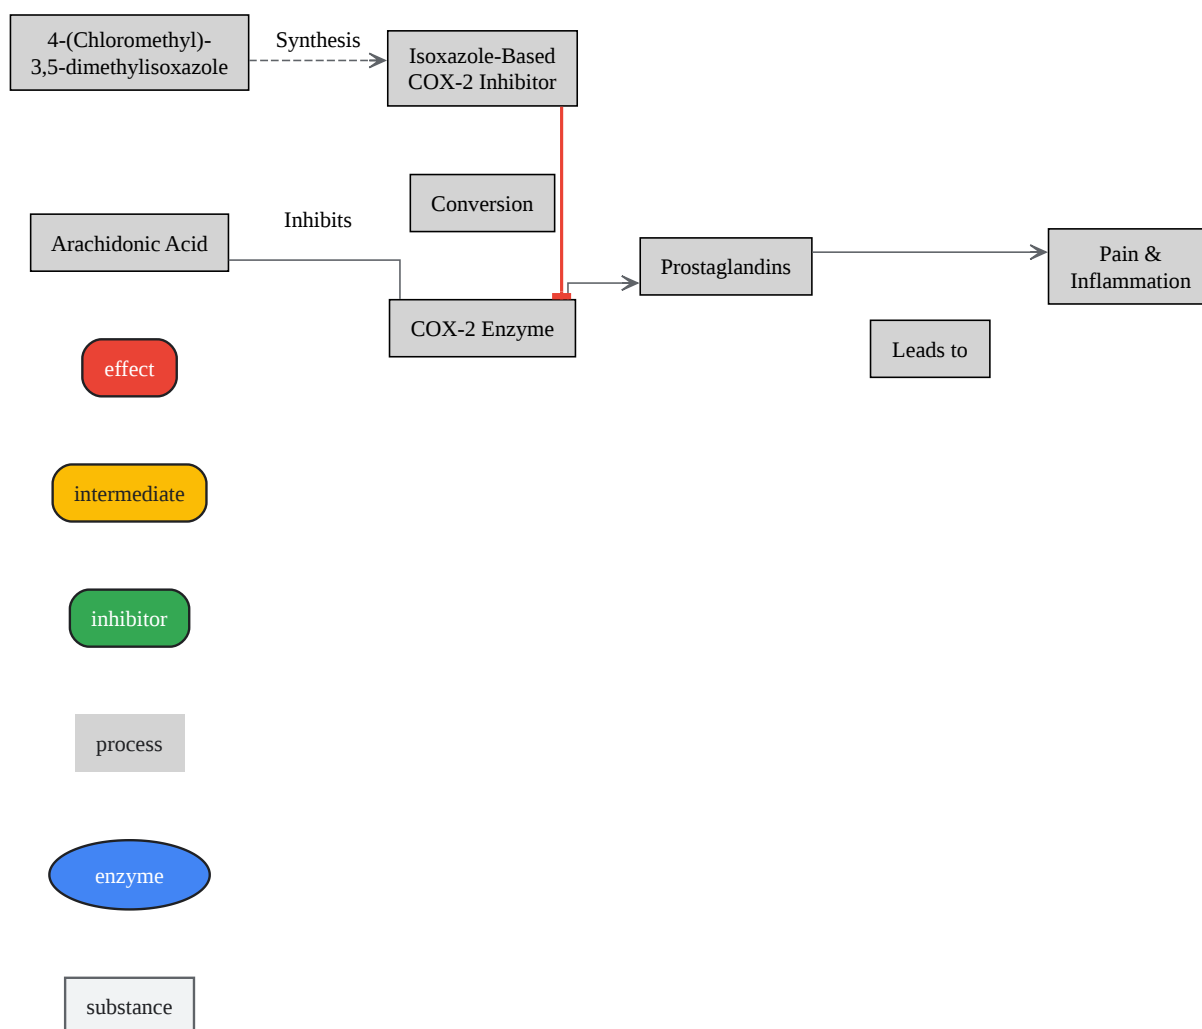 4-(Chloromethyl)-
3,5-dimethylisoxazole
Synthesis
Isoxazole-Based
COX-2 Inhibitor
Conversion
Arachidonic Acid
Inhibits
COX-2 Enzyme
Prostaglandins
Pain &
Inflammation
Leads to
effect
intermediate
inhibitor
process
enzyme
substance